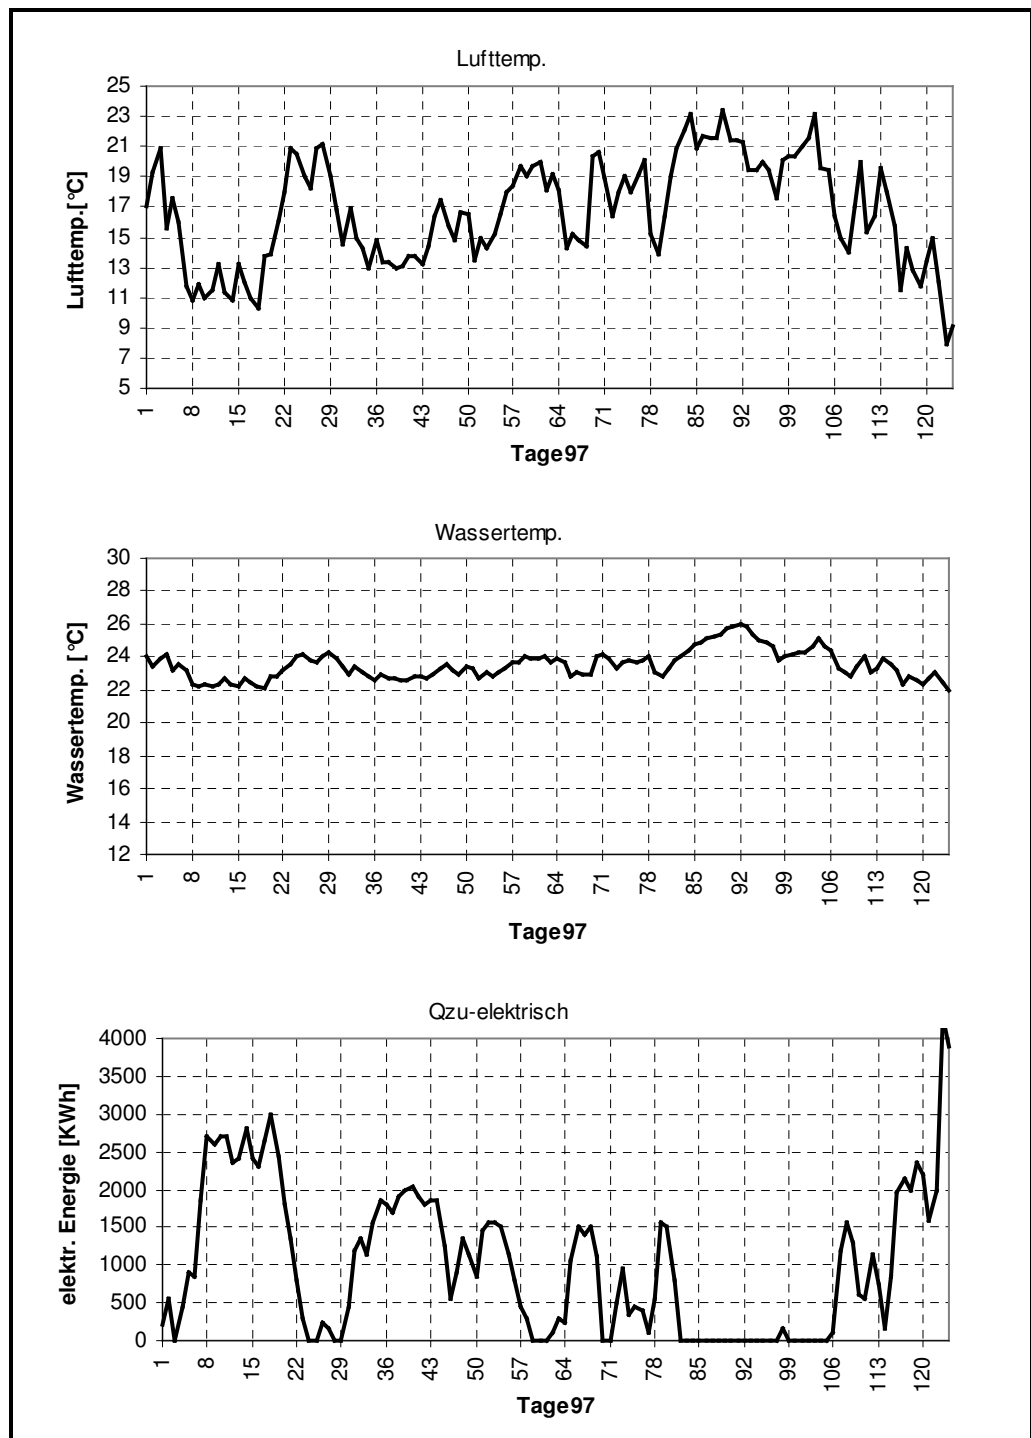 Lufttemp.
25
23
21
19
17
15
13
11
9
7
5
Lufttemp.[°C]
1 8 15 22 29 36 43 50 57 64 71 78 85 92 99 106 113 120
Tage97
Wassertemp.
30
28
26
24
22
20
18
16
14
12
Wassertemp. [°C]
1 8 15 22 29 36 43 50 57 64 71 78 85 92 99 106 113 120
Tage97
Qzu-elektrisch
4000
3500
3000
2500
2000
1500
1000
500
0
elektr. Energie [KWh]
1 8 15 22 29 36 43 50 57 64 71 78 85 92 99 106 113 120
Tage97